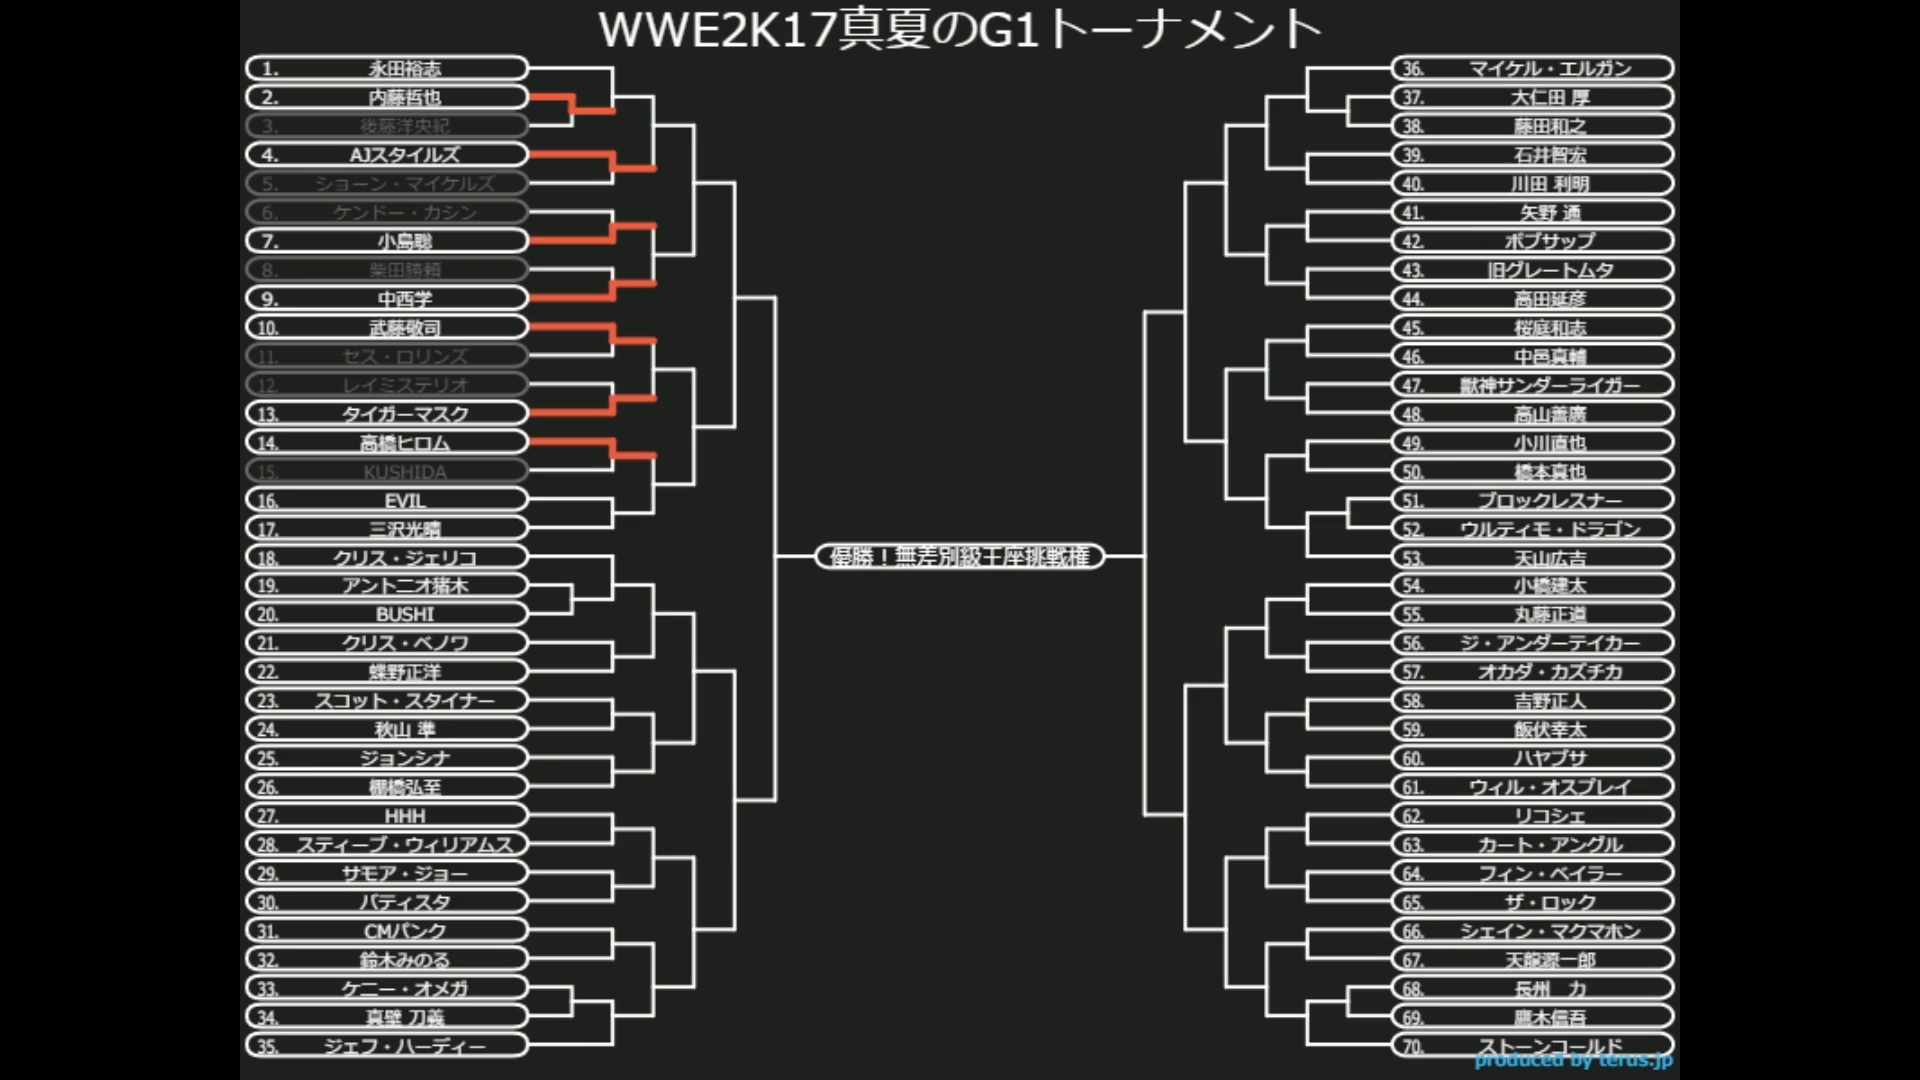 WWE2K17真夏のG1トーナメント
1. 永田裕志
2. 内藤哲也
3. 後藤洋央紀
4. AJスタイルズ
5. ショーン・マイケルズ
6. ケンドー・カシン
7. 小島聡
8. 柴田勝頼
9. 中西学
10. 武藤敬司
11. セス・ロリンズ
12. レイミステリオ
13. タイガーマスク
14. 高橋ヒロム
15. KUSHIDA
16. EVIL
17. 三沢光晴
18. クリス・ジェリコ
19. アントニオ猪木
20. BUSHI
21. クリス・ベノワ
22. 蝶野正洋
23. スコット・スタイナー
24. 秋山 準
25. ジョンシナ
26. 棚橋弘至
27. HHH
28. スティーブ・ウィリアムス
29. サモア・ジョー
30. バティスタ
31. CMパンク
32. 鈴木みのる
33. ケニー・オメガ
34. 真壁 刀義
35. ジェフ・ハーディー
優勝！無差別級王座挑戦権
36. マイケル・エルガン
37. 大仁田 厚
38. 藤田和之
39. 石井智宏
40. 川田 利明
41. 矢野 通
42. ボブサップ
43. 旧グレートムタ
44. 高田延彦
45. 桜庭和志
46. 中邑真輔
47. 獣神サンダーライガー
48. 高山善廣
49. 小川直也
50. 橋本真也
51. ブロックレスナー
52. ウルティモ・ドラゴン
53. 天山広吉
54. 小橋建太
55. 丸藤正道
56. ジ・アンダーテイカー
57. オカダ・カズチカ
58. 吉野正人
59. 飯伏幸太
60. ハヤブサ
61. ウィル・オスプレイ
62. リコシェ
63. カート・アングル
64. フィン・ベイラー
65. ザ・ロック
66. シェイン・マクマホン
67. 天龍源一郎
68. 長州　力
69. 鷹木信吾
70. ストーンコールド
produced by terus.jp